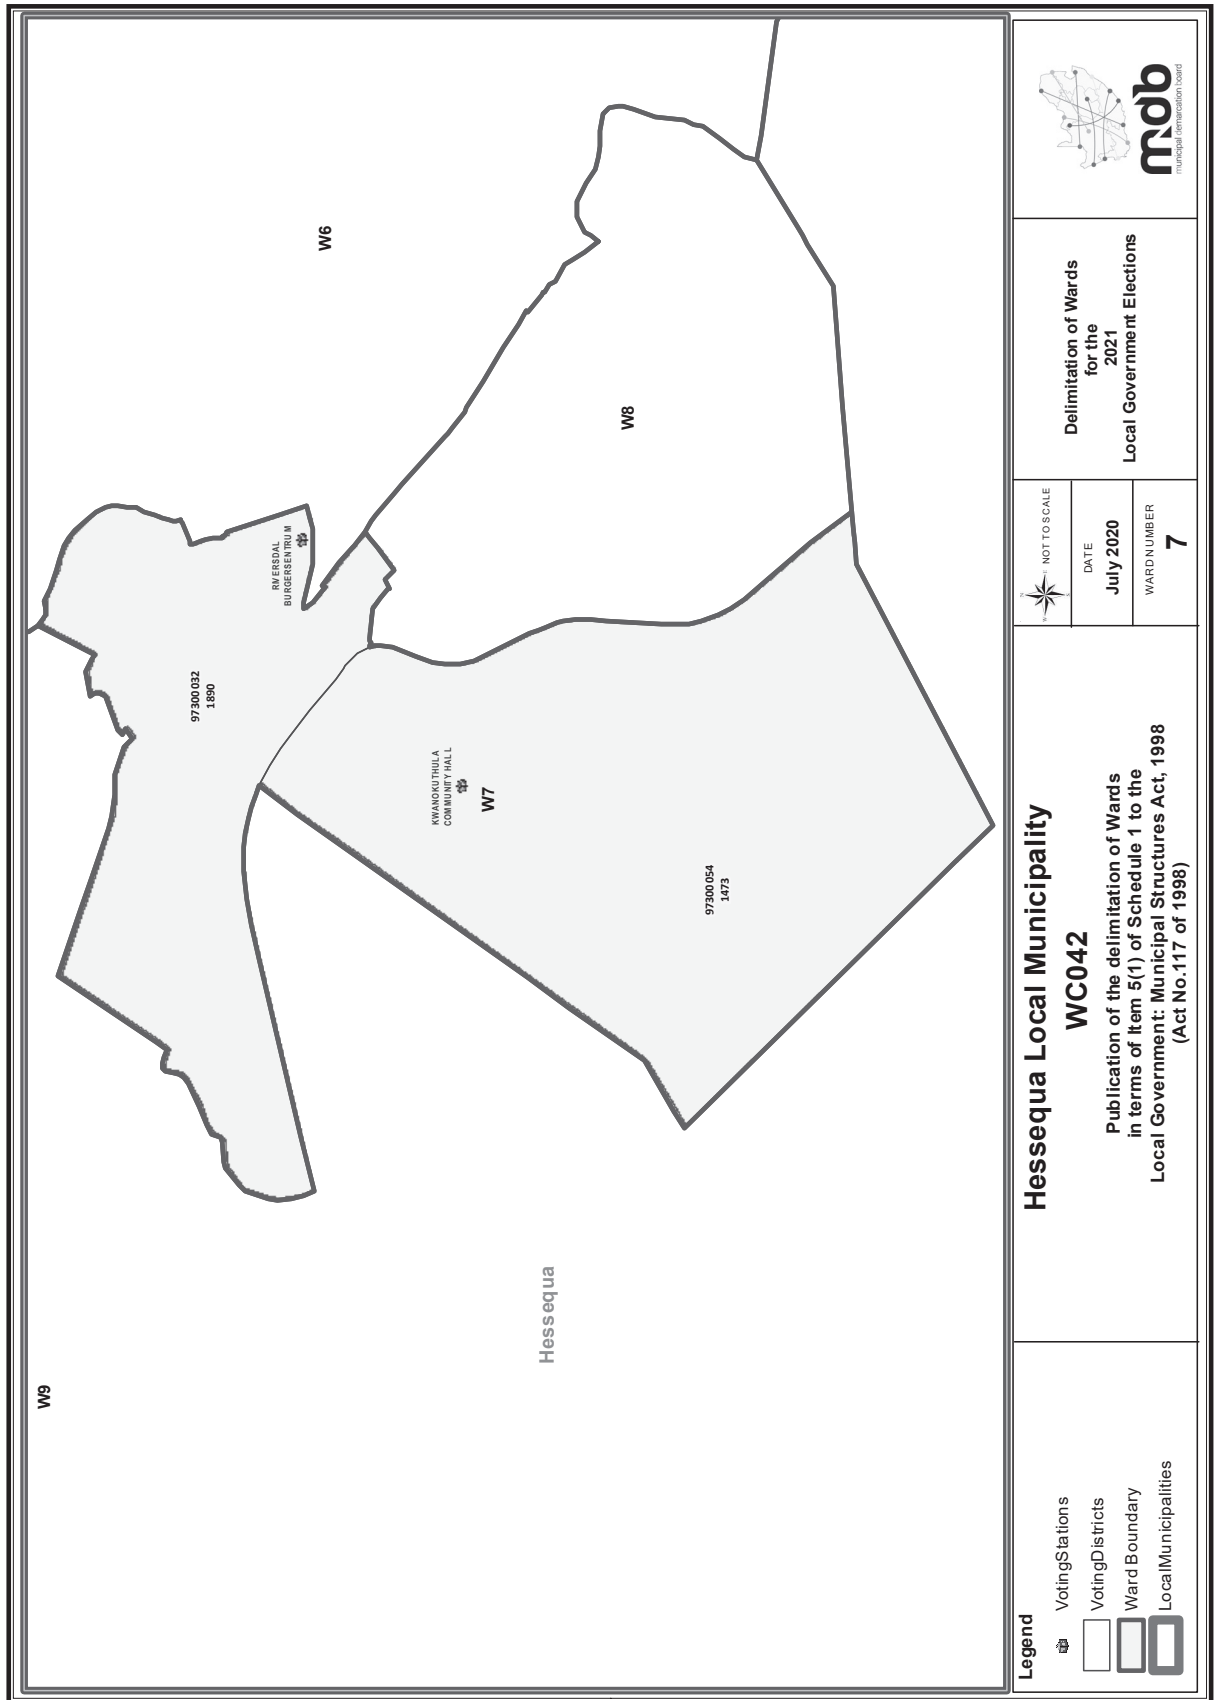 W9
W6
97300032
1890
RIVERSDAL
BURGERSENTRUM
KWANOKUTHULA
COMMUNITY HALL
W7
Hessequa
W8
97300054
1473
Legend
VotingStations
VotingDistricts
Ward Boundary
LocalMunicipalities
Hessequa Local Municipality
WC042
Publication of the delimitation of Wards
in terms of Item 5(1) of Schedule 1 to the
Local Government: Municipal Structures Act, 1998
(Act No.117 of 1998)
N
W E
S
NOT TO SCALE
DATE
July 2020
WARD NUMBER
7
Delimitation of Wards
for the
2021
Local Government Elections
mdb
municipal demarcation board